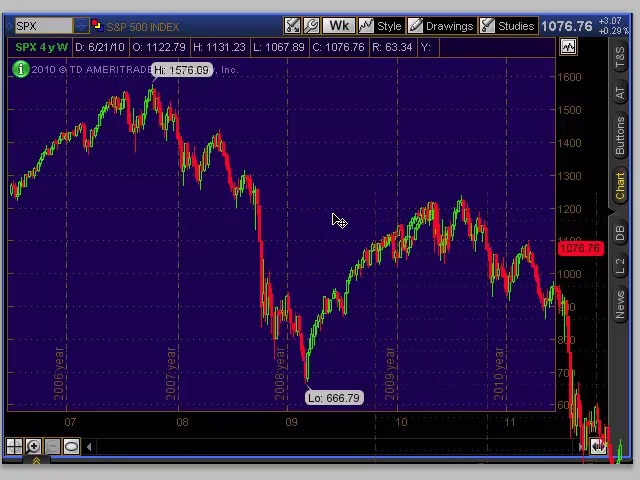 SPX S&P 500 INDEX Wk Style Drawings Studies 1076.76 +3.07
+0.29%
SPX 4 y W D: 6/21/10 O: 1122.79 H: 1131.23 L: 1067.89 C: 1076.76 R: 63.34 Y:
2010 © TD AMERITRADE Inc.
Hi: 1576.09
1600
1500
1400
1300
1200
1076.76
1000
900
800
700
600
Lo: 666.79
2006 year
2007 year
2008 year
2009 year
2010 year
07 08 09 10 11
T&S
AT
Buttons
Chart
DB
L 2
News